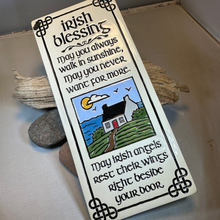 Irish
blessing
may you always
walk in sunshine,
may you never
want for more.
may Irish angels
rest their wings
right beside
your door.